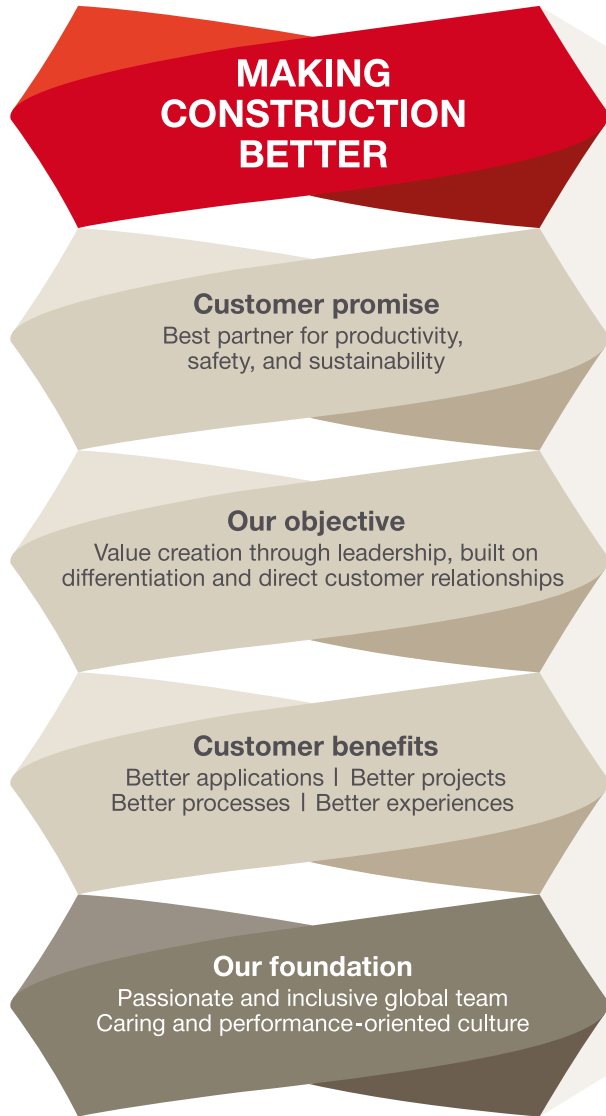 MAKING
CONSTRUCTION
BETTER
Customer promise
Best partner for productivity,
safety, and sustainability
Our objective
Value creation through leadership, built on
differentiation and direct customer relationships
Customer benefits
Better applications | Better projects
Better processes | Better experiences
Our foundation
Passionate and inclusive global team
Caring and performance-oriented culture